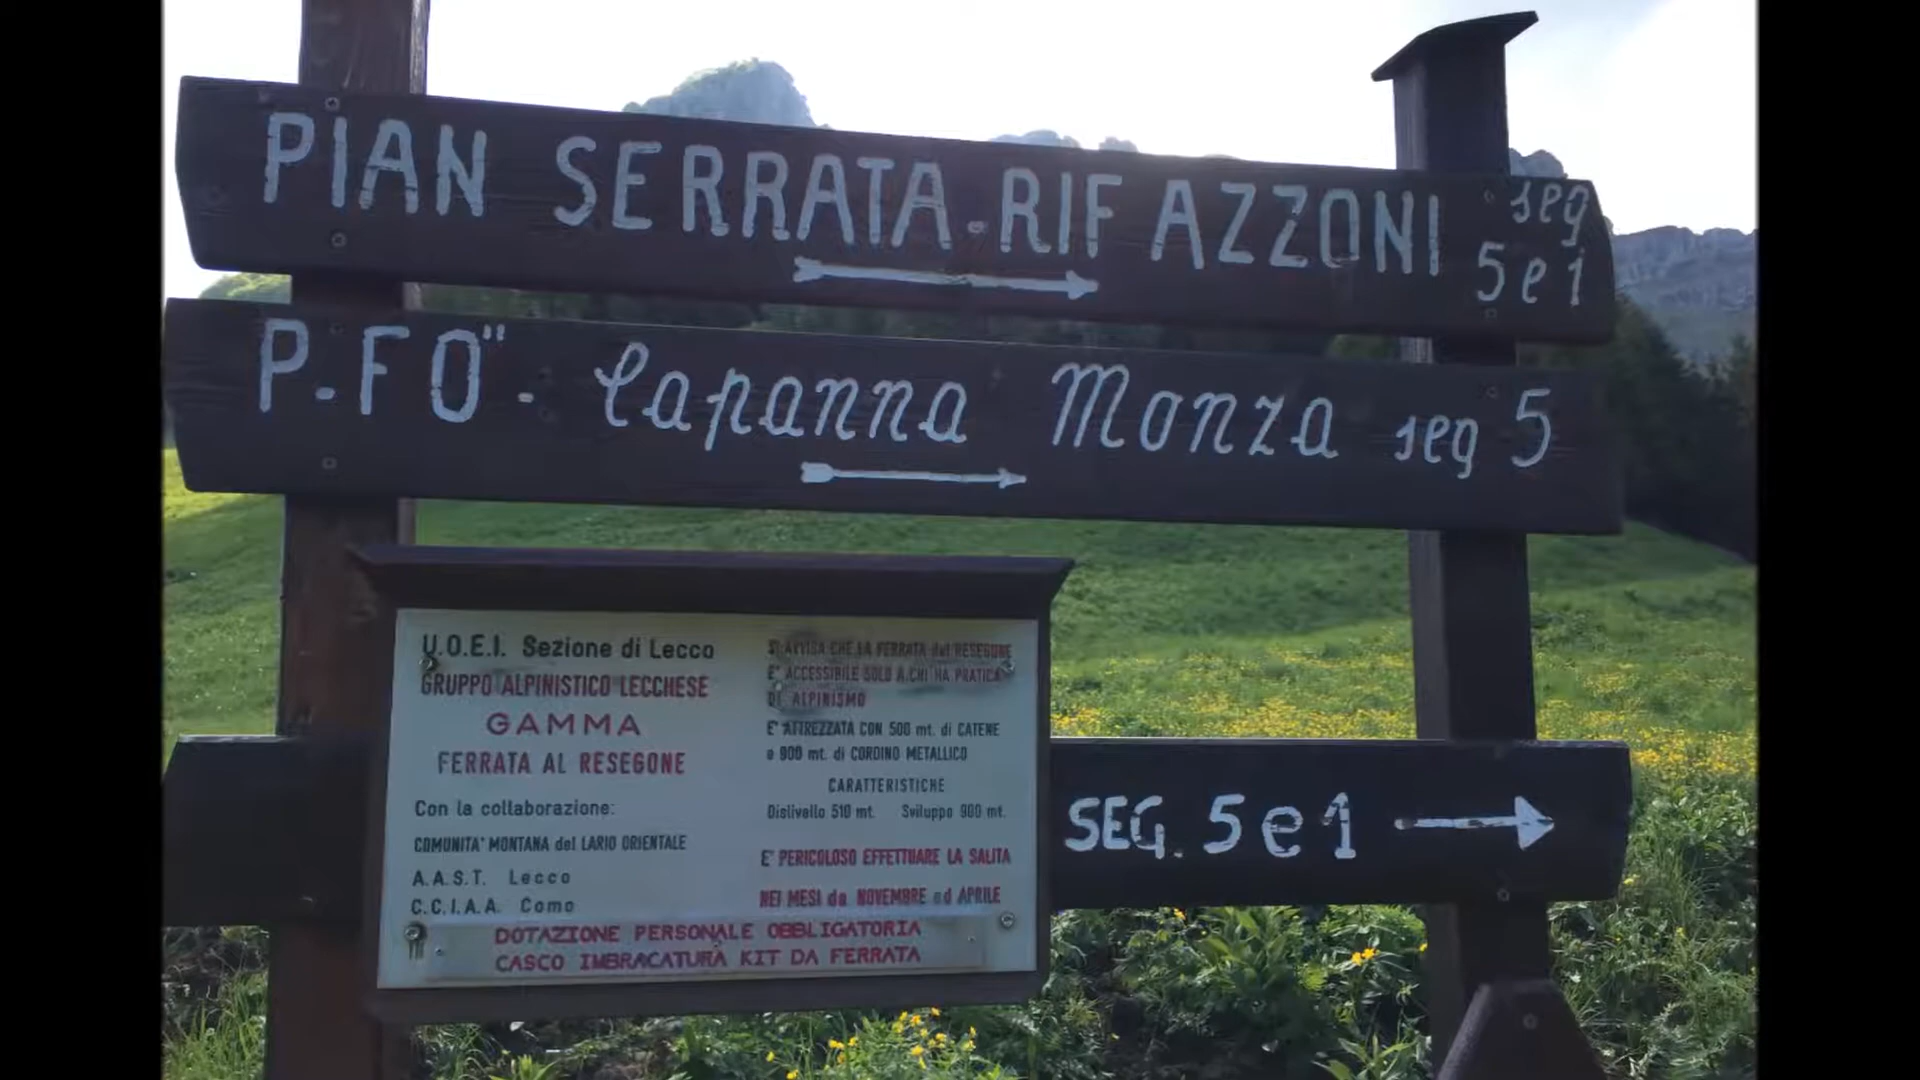 PIAN SERRATA-RIF AZZONI seg 5e1
P.FO"- Capanna Monza seg 5
U.O.E.I. Sezione di Lecco
GRUPPO ALPINISTICO LECCHESE
GAMMA
FERRATA AL RESEGONE
Con la collaborazione:
COMUNITA' MONTANA del LARIO ORIENTALE
A.A.S.T. Lecco
C.C.I.A.A. Como
SI AVVISA CHE LA FERRATA del RESEGONE
E' ACCESSIBILE SOLO A CHI HA PRATICA
DI ALPINISMO
E' ATTREZZATA CON 500 mt. di CATENE
e 900 mt. di CORDINO METALLICO
CARATTERISTICHE
Dislivello 510 mt. Sviluppo 900 mt.
E' PERICOLOSO EFFETTUARE LA SALITA
NEI MESI da NOVEMBRE ad APRILE
DOTAZIONE PERSONALE OBBLIGATORIA
CASCO IMBRACATURA KIT DA FERRATA
SEG. 5e1